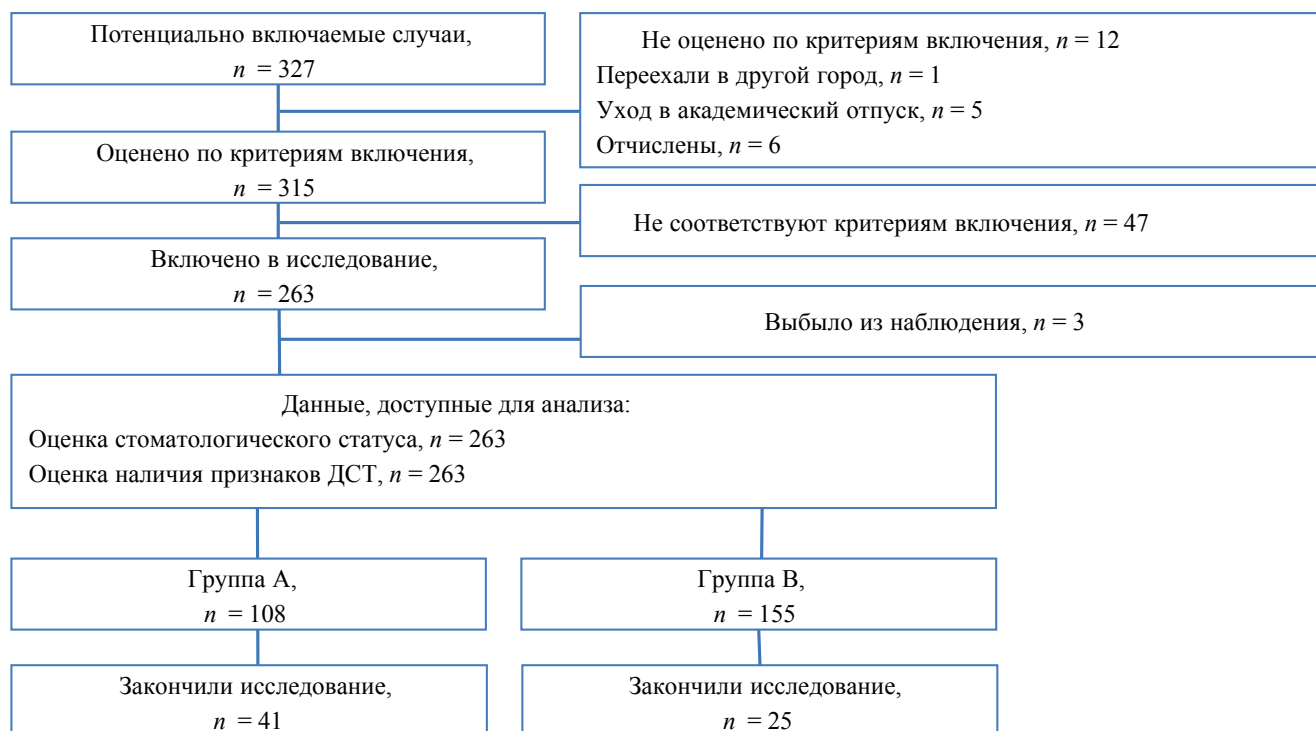 Потенциально включаемые случаи,
n = 327
Не оценено по критериям включения, n = 12
Переехали в другой город, n = 1
Уход в академический отпуск, n = 5
Отчислены, n = 6
Оценено по критериям включения,
n = 315
Не соответствуют критериям включения, n = 47
Включено в исследование,
n = 263
Выбыло из наблюдения, n = 3
Данные, доступные для анализа:
Оценка стоматологического статуса, n = 263
Оценка наличия признаков ДСТ, n = 263
Группа А,
n = 108
Группа В,
n = 155
Закончили исследование,
n = 41
Закончили исследование,
n = 25